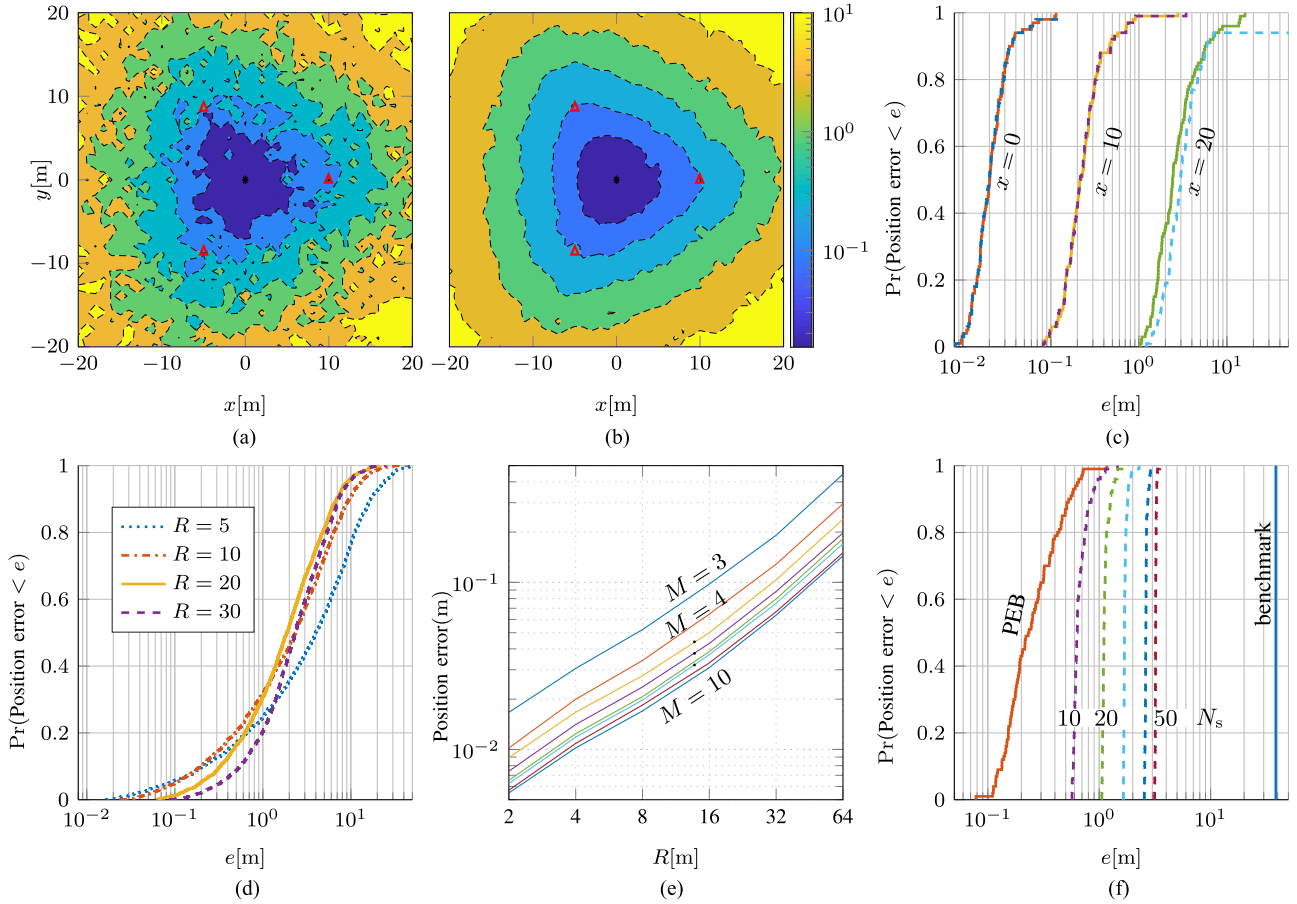 20
10
0
−10
−20
y[m]
−20 −10 0 10 20
x[m]
(a)
−20 −10 0 10 20
x[m]
(b)
10^1
10^0
10^−1
1
0.8
0.6
0.4
0.2
0
Pr(Position error < e)
x = 0
x = 10
x = 20
10^−2 10^−1 10^0 10^1
e[m]
(c)
1
0.8
0.6
0.4
0.2
0
Pr(Position error < e)
R = 5
R = 10
R = 20
R = 30
10^−2 10^−1 10^0 10^1
e[m]
(d)
10^−1
10^−2
Position error(m)
M = 3
M = 4
M = 10
2 4 8 16 32 64
R[m]
(e)
1
0.8
0.6
0.4
0.2
0
Pr(Position error < e)
PEB
10 20 50 N_s
benchmark
10^−1 10^0 10^1
e[m]
(f)